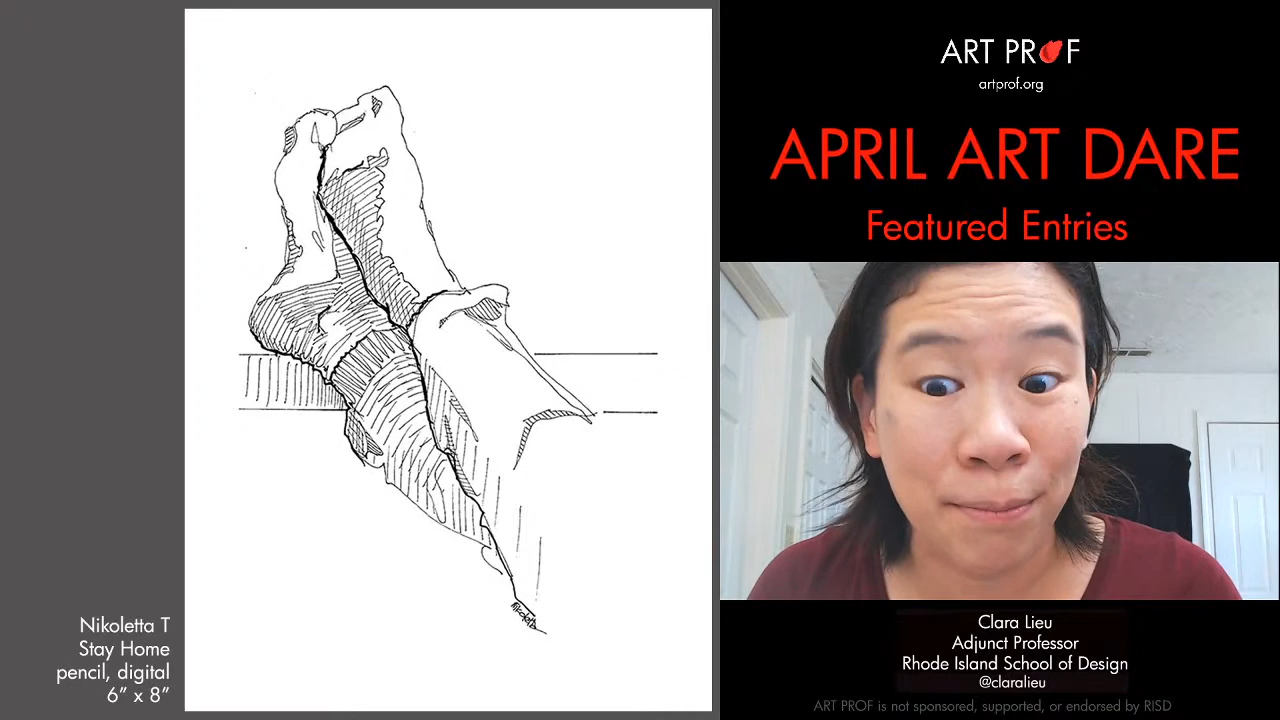 Nikoletta T
Stay Home
pencil, digital
6” x 8”
Nikoletta
ART PROF
artprof.org
APRIL ART DARE
Featured Entries
Clara Lieu
Adjunct Professor
Rhode Island School of Design
@claralieu
ART PROF is not sponsored, supported, or endorsed by RISD